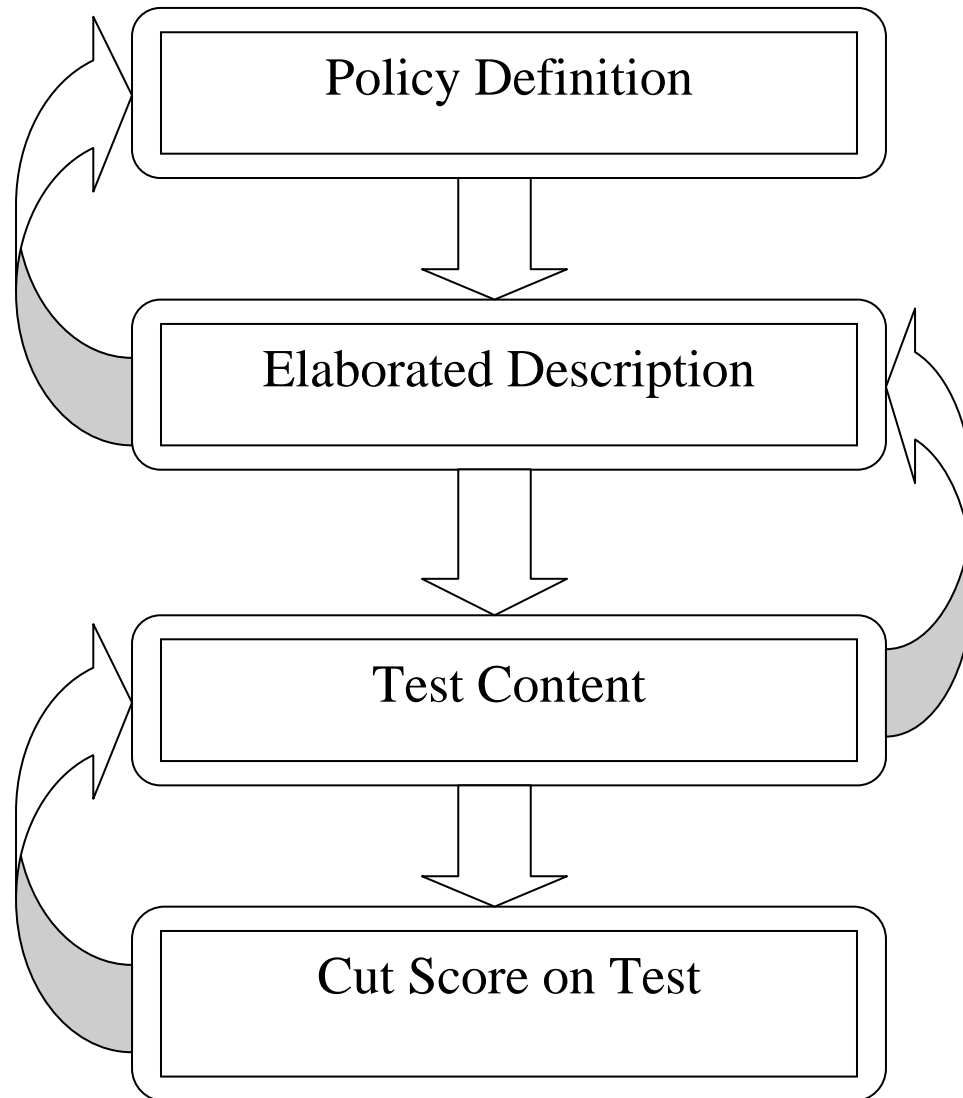 Policy Definition
Elaborated Description
Test Content
Cut Score on Test